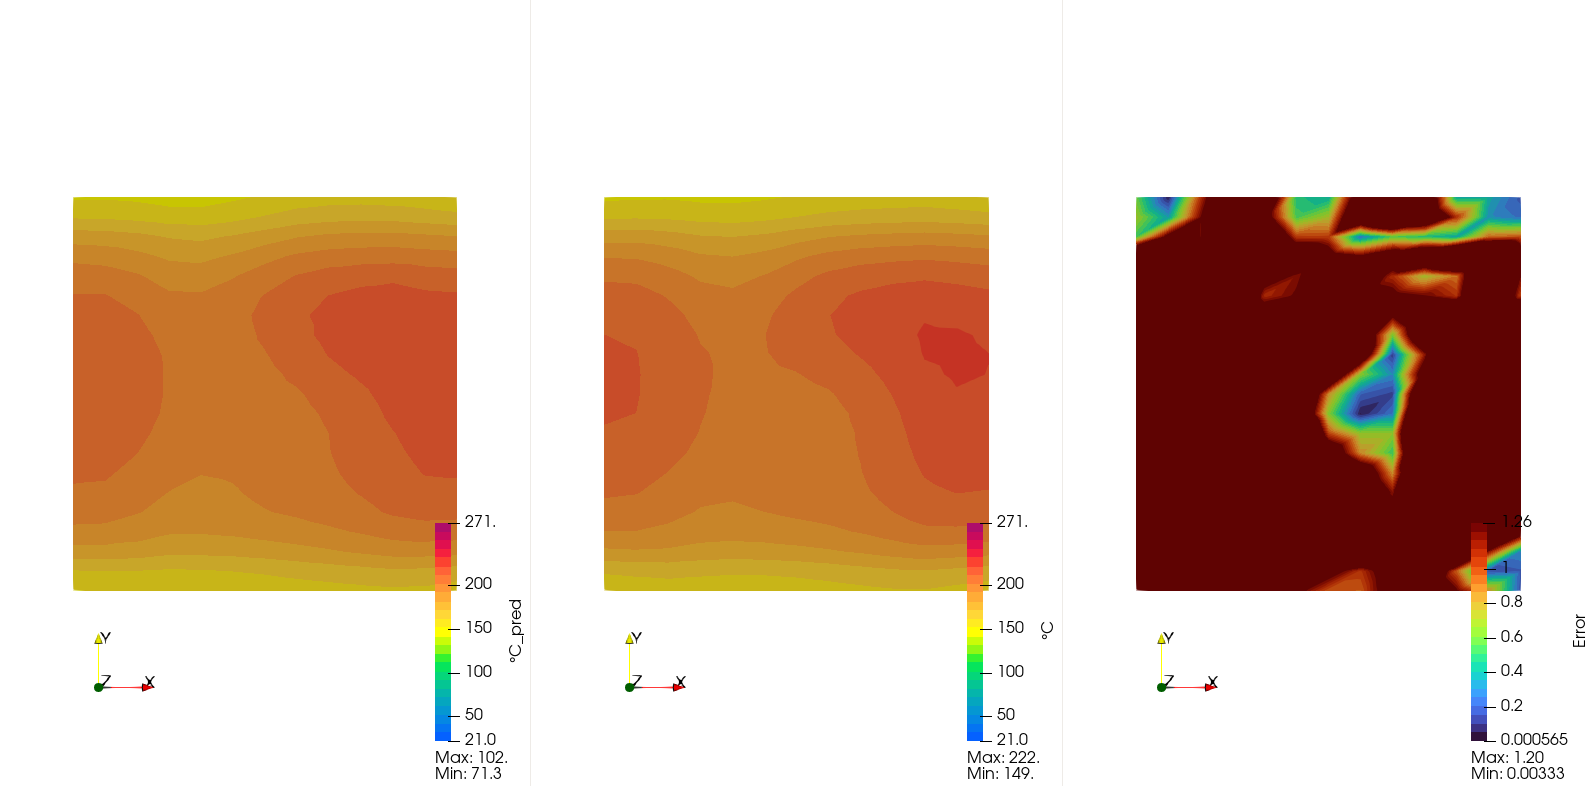 271.
200
150
100
50
21.0
°C_pred
Max: 102.
Min: 71.3
Y
Z
X
271.
200
150
100
50
21.0
°C
Max: 222.
Min: 149.
Y
Z
X
1.26
1
0.8
0.6
0.4
0.2
0.000565
Error
Max: 1.20
Min: 0.00333
Y
Z
X